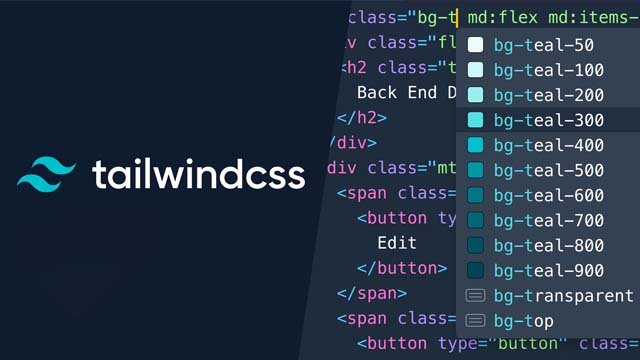 tailwindcss
class="bg-t md:flex md:items-
class="fl
<h2 class="t
Back End D
</h2>
/div>
div class="mt
<span class=
<button typ
Edit
</button>
</span>
<span class=
<button type="button" class=
bg-teal-50
bg-teal-100
bg-teal-200
bg-teal-300
bg-teal-400
bg-teal-500
bg-teal-600
bg-teal-700
bg-teal-800
bg-teal-900
bg-transparent
bg-top